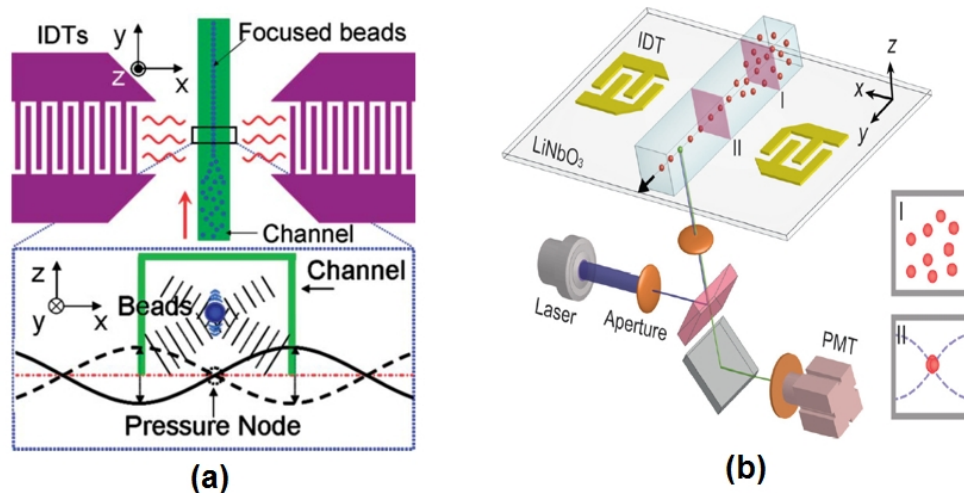 IDTs
y
z
x
Focused beads
Channel
z
y
x
Beads
Channel
Pressure Node
(a)
IDT
I
II
LiNbO₃
z
x
y
Laser
Aperture
PMT
I
II
(b)